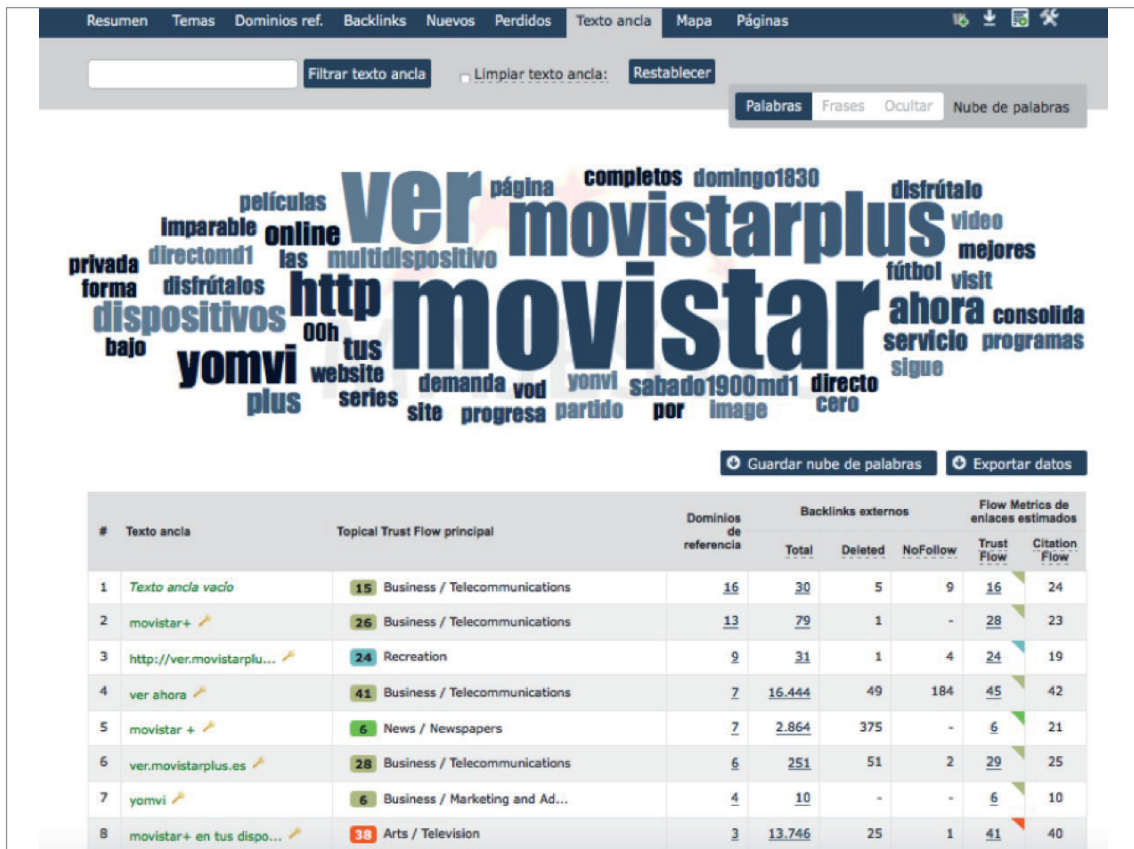 Resumen Temas Dominios ref. Backlinks Nuevos Perdidos Texto ancla Mapa Páginas
Filtrar texto ancla Limpiar texto ancla: Restablecer
Palabras Frases Ocultar Nube de palabras
películas ver página completos domingo1830 disfrútalo
imparable online movistarplus video
privada directomd1 las multidispositivo mejores
forma disfrútalos http movistar fútbol visit
dispositivos 00h ahora consolida
bajo yomvi tus servicio programas
website demanda vod yonvi sabado1900md1 directo sigue
plus series site progresa partido por image cero
Guardar nube de palabras Exportar datos
# Texto ancla Topical Trust Flow principal Dominios de referencia Backlinks externos Flow Metrics de enlaces estimados
Total Deleted NoFollow Trust Flow Citation Flow
1 Texto ancla vacío 15 Business / Telecommunications 16 30 5 9 16 24
2 movistar+ 26 Business / Telecommunications 13 79 1 - 28 23
3 http://ver.movistarplu... 24 Recreation 9 31 1 4 24 19
4 ver ahora 41 Business / Telecommunications 7 16.444 49 184 45 42
5 movistar + 6 News / Newspapers 7 2.864 375 - 6 21
6 ver.movistarplus.es 28 Business / Telecommunications 6 251 51 2 29 25
7 yomvi 6 Business / Marketing and Ad... 4 10 - - 6 10
8 movistar+ en tus dispo... 38 Arts / Television 3 13.746 25 1 41 40